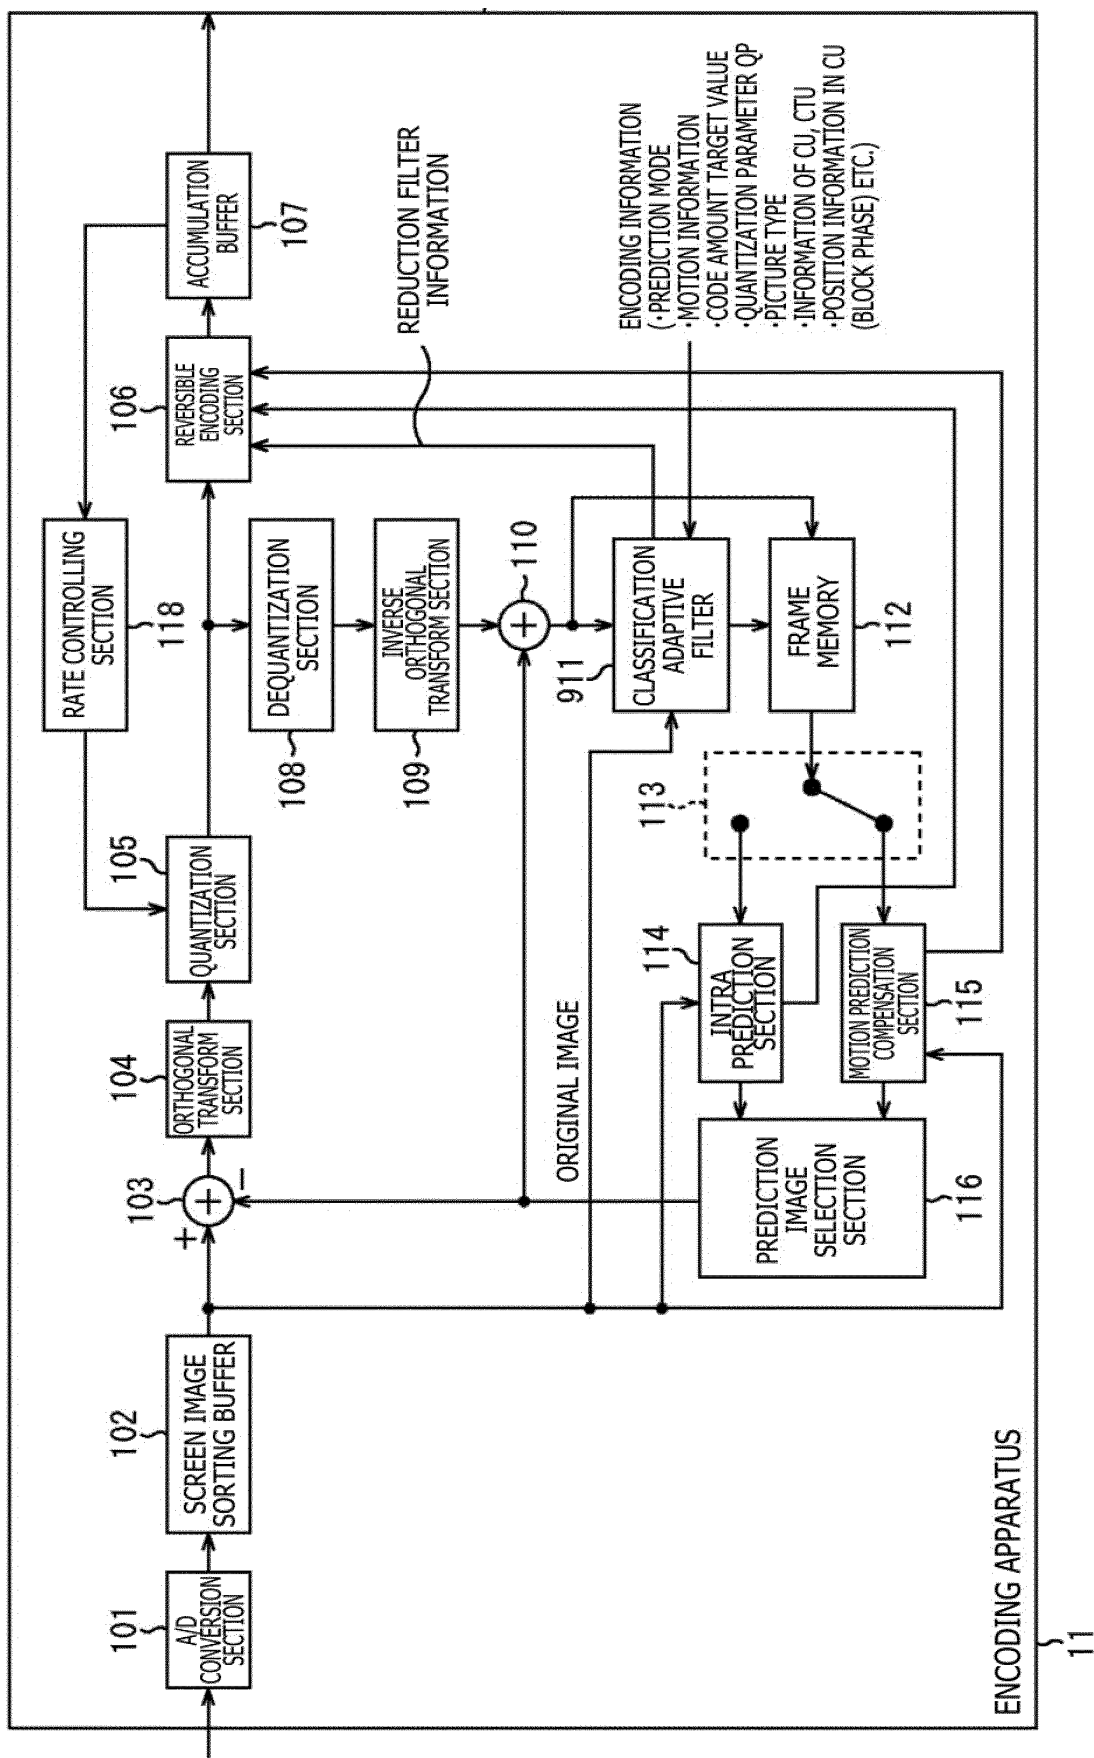 101
A/D
CONVERSION
SECTION
102
SCREEN IMAGE
SORTING BUFFER
103
+
+
−
104
ORTHOGONAL
TRANSFORM
SECTION
105
QUANTIZATION
SECTION
RATE CONTROLLING
SECTION
118
106
REVERSIBLE
ENCODING
SECTION
ACCUMULATION
BUFFER
107
DEQUANTIZATION
SECTION
108
INVERSE
ORTHOGONAL
TRANSFORM SECTION
109
+
110
REDUCTION FILTER
INFORMATION
ORIGINAL IMAGE
911
CLASSIFICATION
ADAPTIVE
FILTER
ENCODING INFORMATION
(·PREDICTION MODE
·MOTION INFORMATION
·CODE AMOUNT TARGET VALUE
·QUANTIZATION PARAMETER QP
·PICTURE TYPE
·INFORMATION OF CU, CTU
·POSITION INFORMATION IN CU
(BLOCK PHASE) ETC.)
FRAME
MEMORY
112
113
114
INTRA
PREDICTION
SECTION
MOTION PREDICTION
COMPENSATION
SECTION
115
PREDICTION
IMAGE
SELECTION
SECTION
116
ENCODING APPARATUS
11